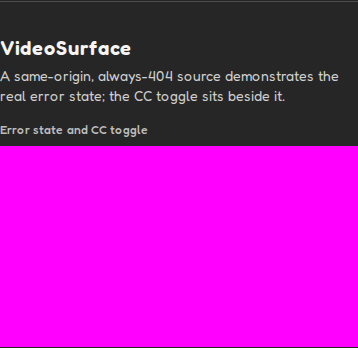 VideoSurface
A same-origin, always-404 source demonstrates the
real error state; the CC toggle sits beside it.
Error state and CC toggle